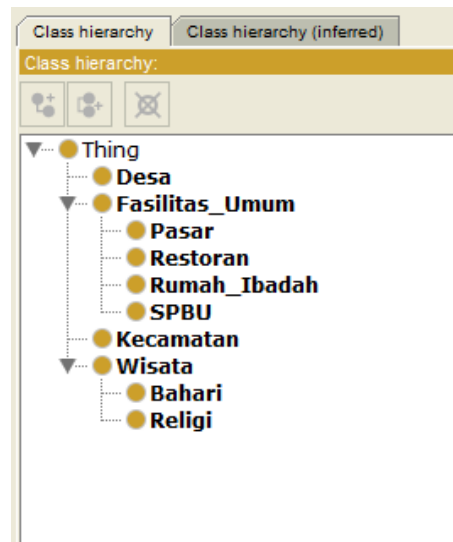 Class hierarchy Class hierarchy (inferred)
Class hierarchy:
Thing
Desa
Fasilitas_Umum
Pasar
Restoran
Rumah_Ibadah
SPBU
Kecamatan
Wisata
Bahari
Religi